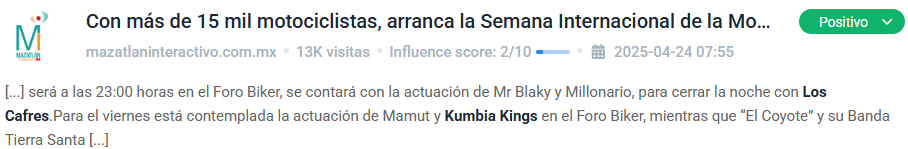 Con más de 15 mil motociclistas, arranca la Semana Internacional de la Mo...
Positivo
MAZATLÁN
mazatlaninteractivo.com.mx 13K visitas Influence score: 2/10 2025-04-24 07:55
[...] será a las 23:00 horas en el Foro Biker, se contará con la actuación de Mr Blaky y Millonario, para cerrar la noche con Los
Cafres.Para el viernes está contemplada la actuación de Mamut y Kumbia Kings en el Foro Biker, mientras que “El Coyote” y su Banda
Tierra Santa [...]